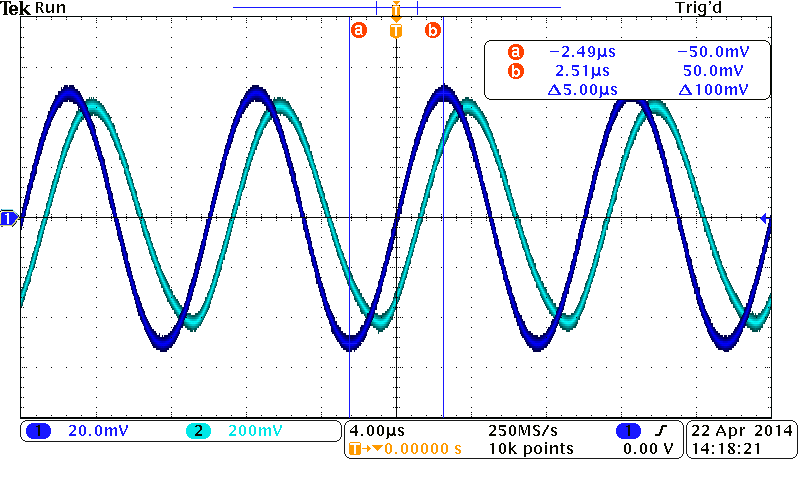 Tek Run Trig'd
T
a T b
a −2.49µs −50.0mV
b 2.51µs 50.0mV
Δ5.00µs Δ100mV
T
1 20.0mV 2 200mV 4.00µs 250MS/s 1 22 Apr 2014
T→▼0.00000 s 10k points 0.00 V 14:18:21